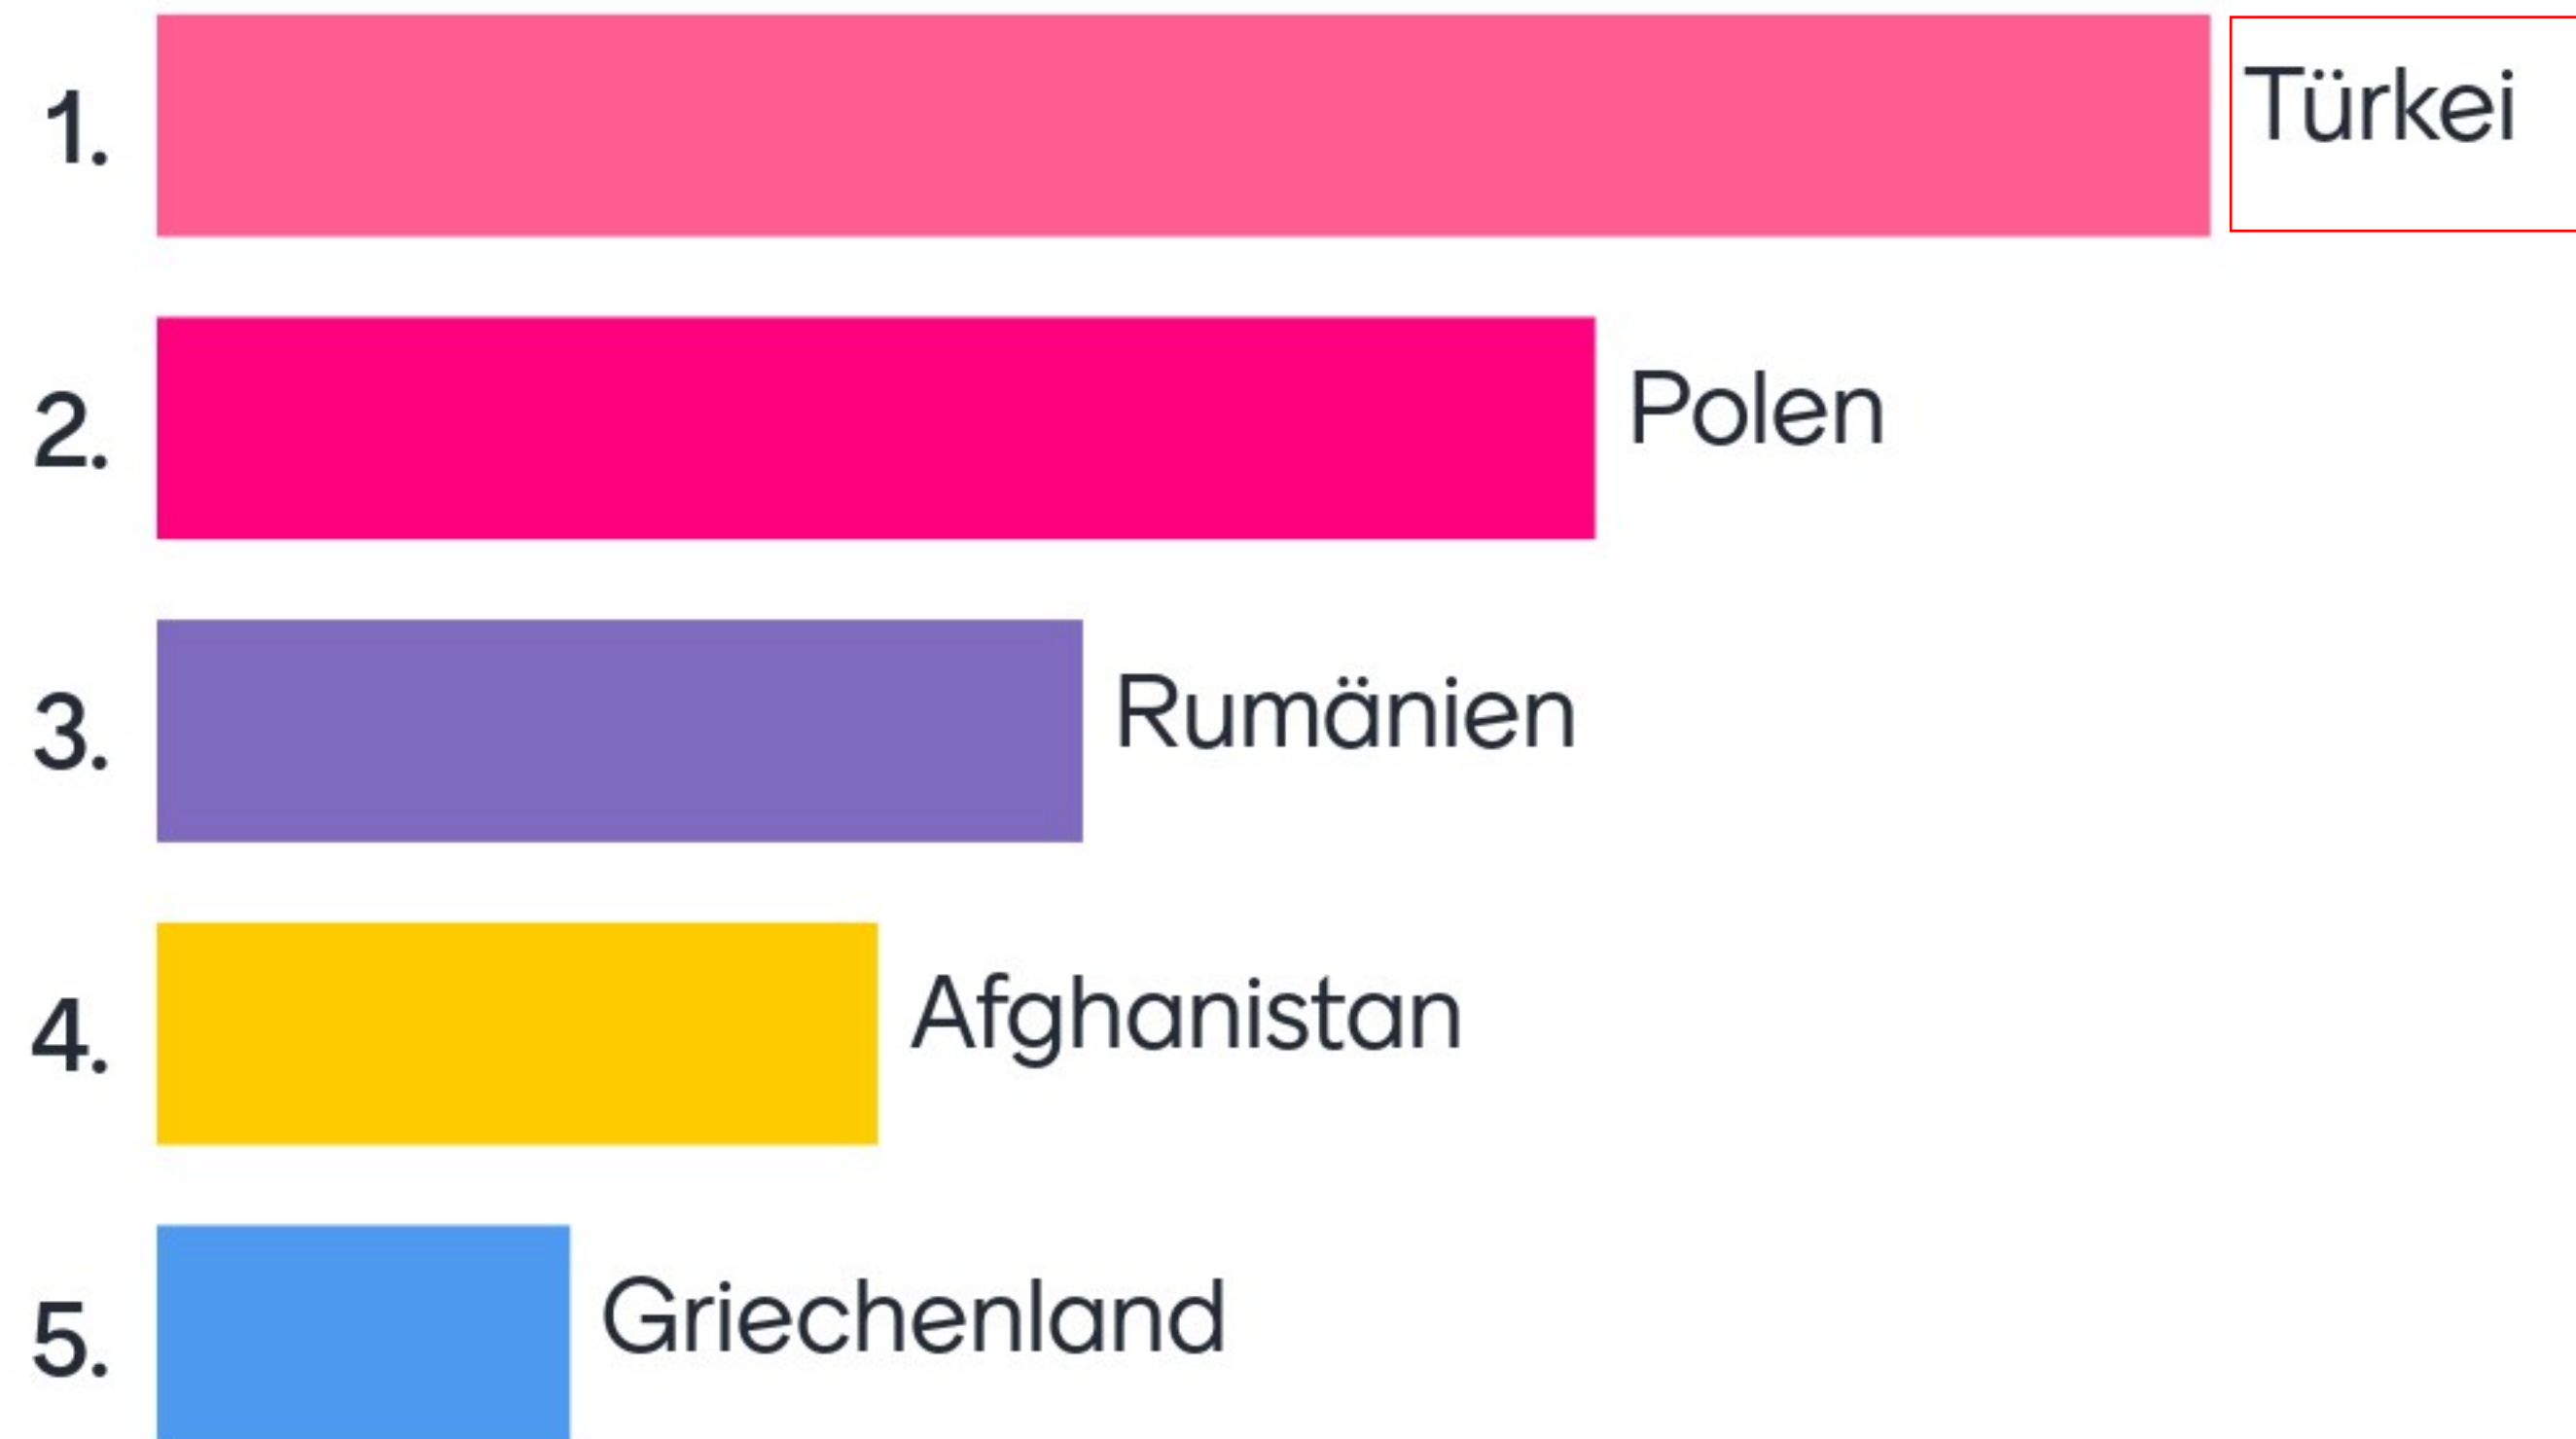 1. Türkei
2. Polen
3. Rumänien
4. Afghanistan
5. Griechenland